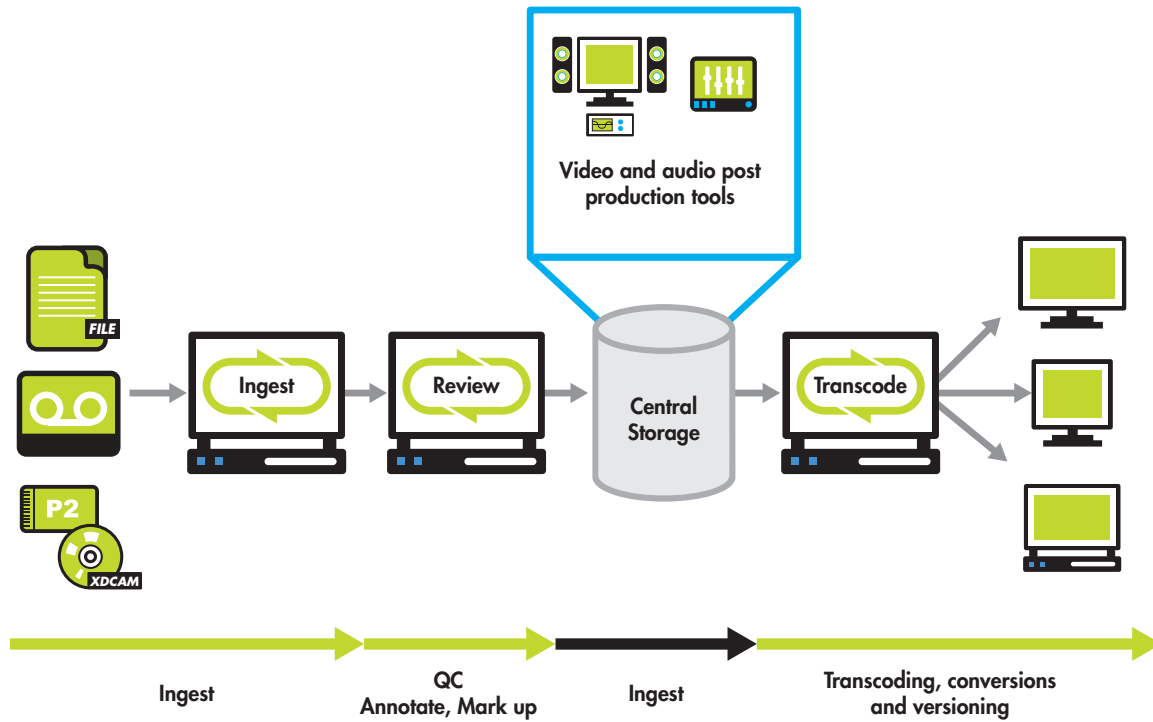 Video and audio post
production tools
FILE
Ingest
Review
Central
Storage
Transcode
P2
XDCAM
Ingest
QC
Annotate, Mark up
Ingest
Transcoding, conversions
and versioning